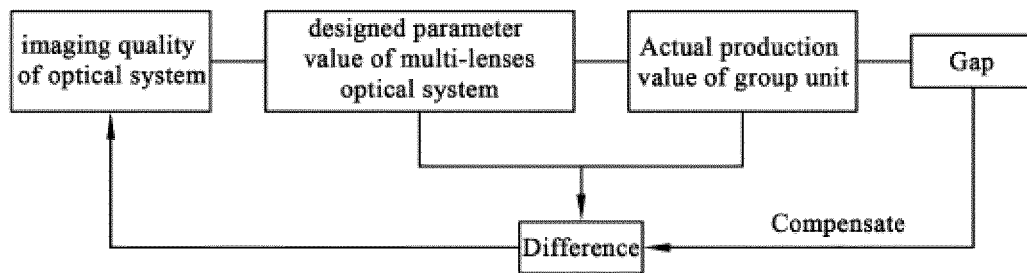 imaging quality
of optical system
designed parameter
value of multi-lenses
optical system
Actual production
value of group unit
Gap
Compensate
Difference